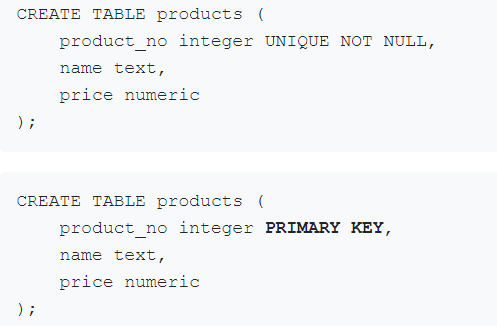 CREATE TABLE products (
    product_no integer UNIQUE NOT NULL,
    name text,
    price numeric
);
CREATE TABLE products (
    product_no integer PRIMARY KEY,
    name text,
    price numeric
);